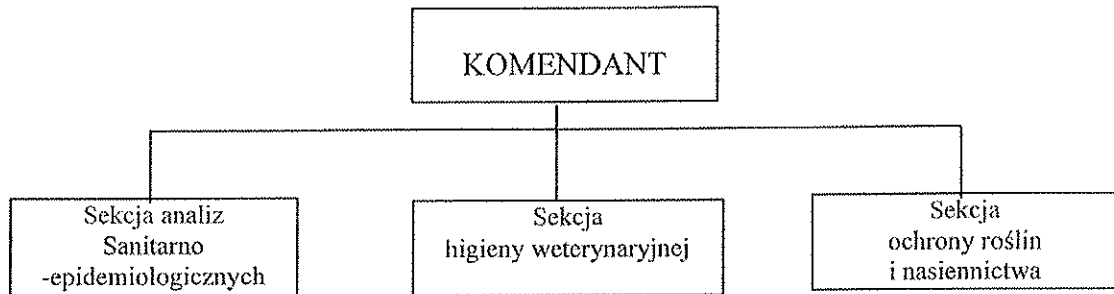 KOMENDANT
Sekcja analiz
Sanitarno
-epidemiologicznych
Sekcja
higieny weterynaryjnej
Sekcja
ochrony roślin
i nasiennictwa